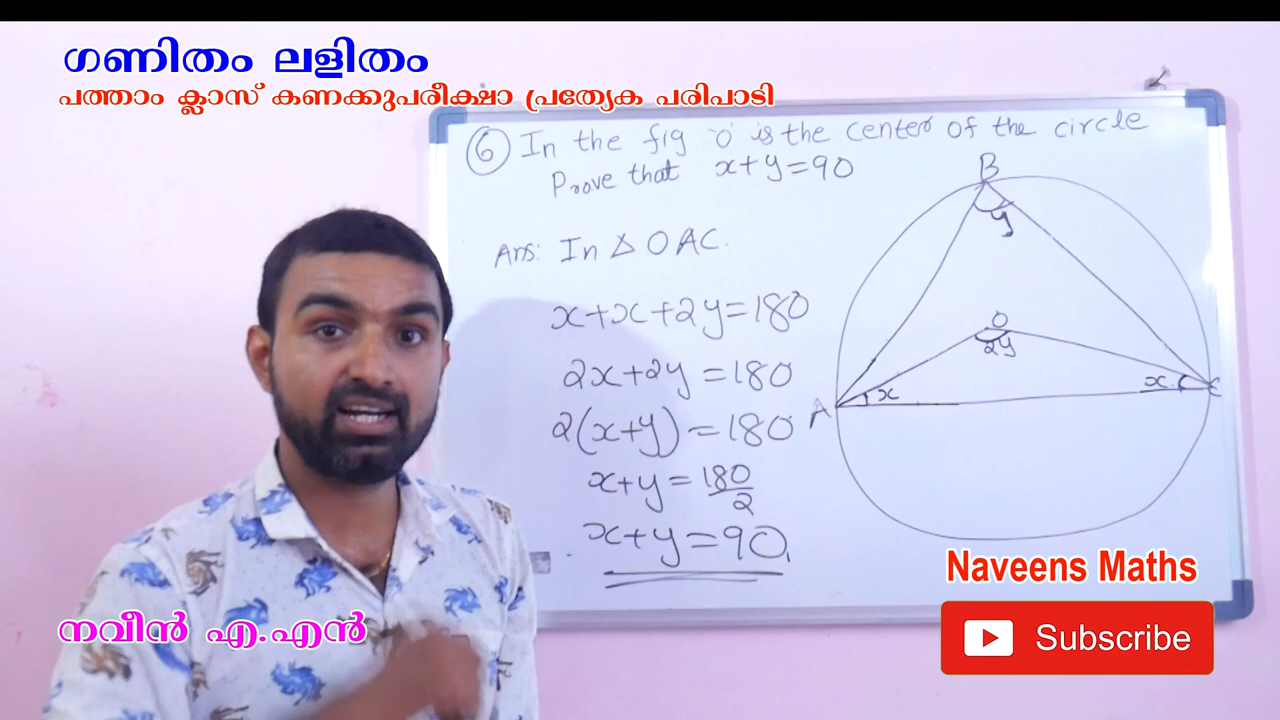 ഗണിതം ലളിതം
പത്താം ക്ലാസ് കണക്കുപരീക്ഷാ പ്രത്യേക പരിപാടി
6 In the fig 'O' is the center of the circle
Prove that x+y=90
Ans: In △ OAC.
x+x+2y=180
2x+2y=180
2(x+y)=180
x+y=180/2
x+y=90.
B
y
O
2y
A
x
x
C
നവീൻ എ.എൻ
Naveens Maths
Subscribe